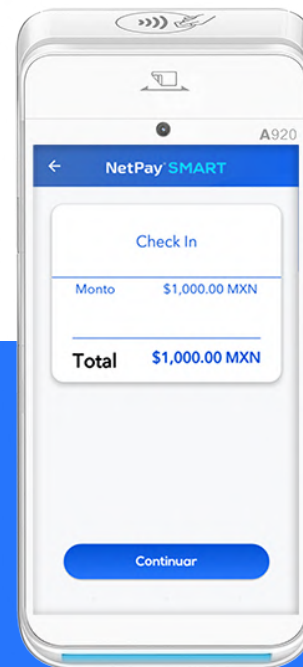 A920
NetPay SMART
Check In
Monto $1,000.00 MXN
Total $1,000.00 MXN
Continuar